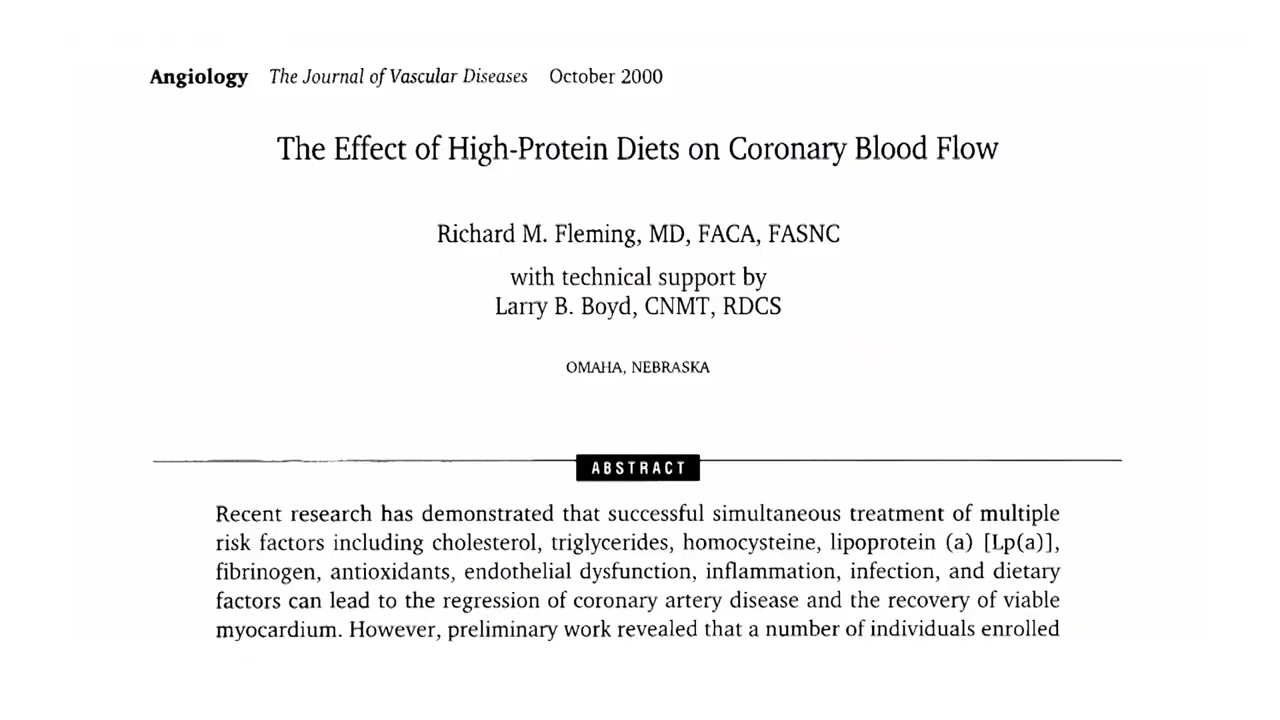 Angiology The Journal of Vascular Diseases October 2000
The Effect of High-Protein Diets on Coronary Blood Flow
Richard M. Fleming, MD, FACA, FASNC
with technical support by
Larry B. Boyd, CNMT, RDCS
OMAHA, NEBRASKA
ABSTRACT
Recent research has demonstrated that successful simultaneous treatment of multiple
risk factors including cholesterol, triglycerides, homocysteine, lipoprotein (a) [Lp(a)],
fibrinogen, antioxidants, endothelial dysfunction, inflammation, infection, and dietary
factors can lead to the regression of coronary artery disease and the recovery of viable
myocardium. However, preliminary work revealed that a number of individuals enrolled